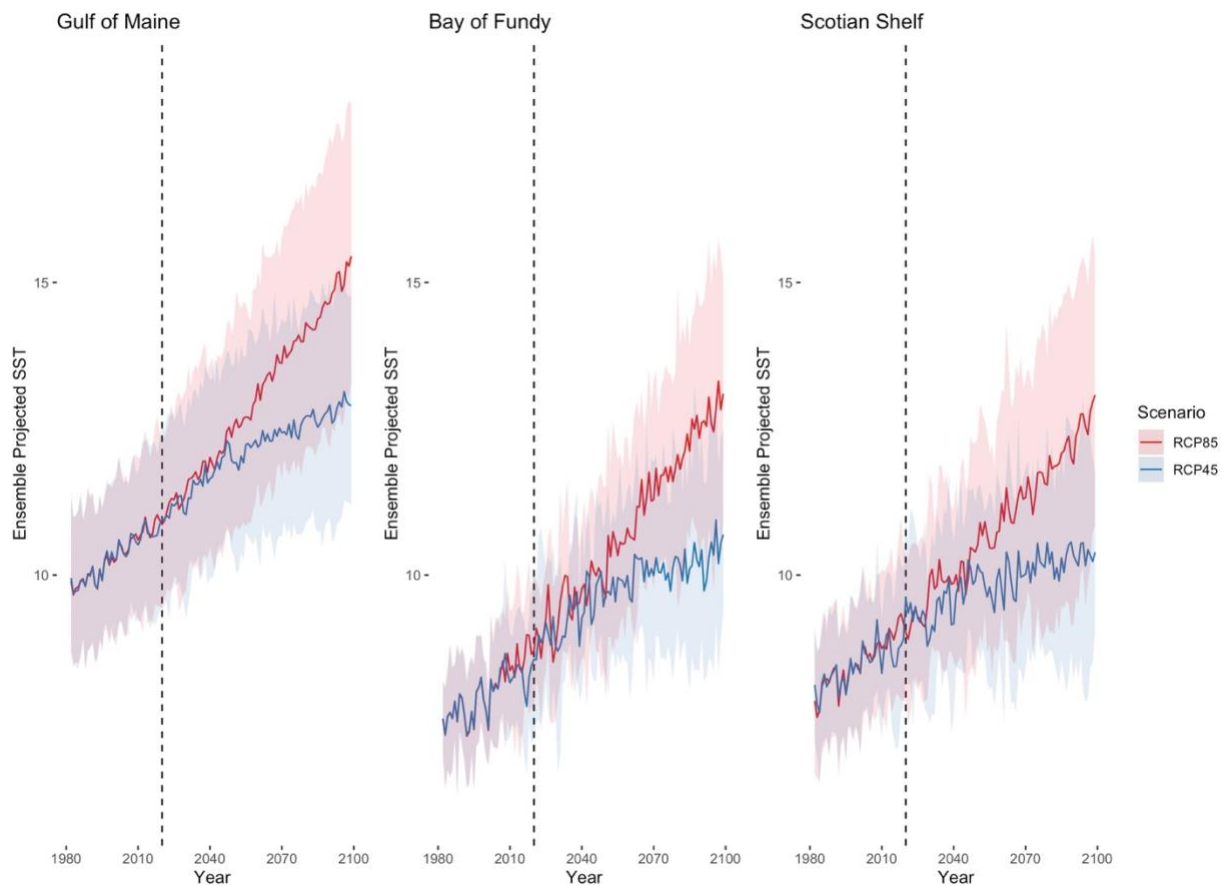 Gulf of Maine
Bay of Fundy
Scotian Shelf
Ensemble Projected SST
15
10
1980 2010 2040 2070 2100
Year
Ensemble Projected SST
15
10
1980 2010 2040 2070 2100
Year
Ensemble Projected SST
15
10
1980 2010 2040 2070 2100
Year
Scenario
RCP85
RCP45